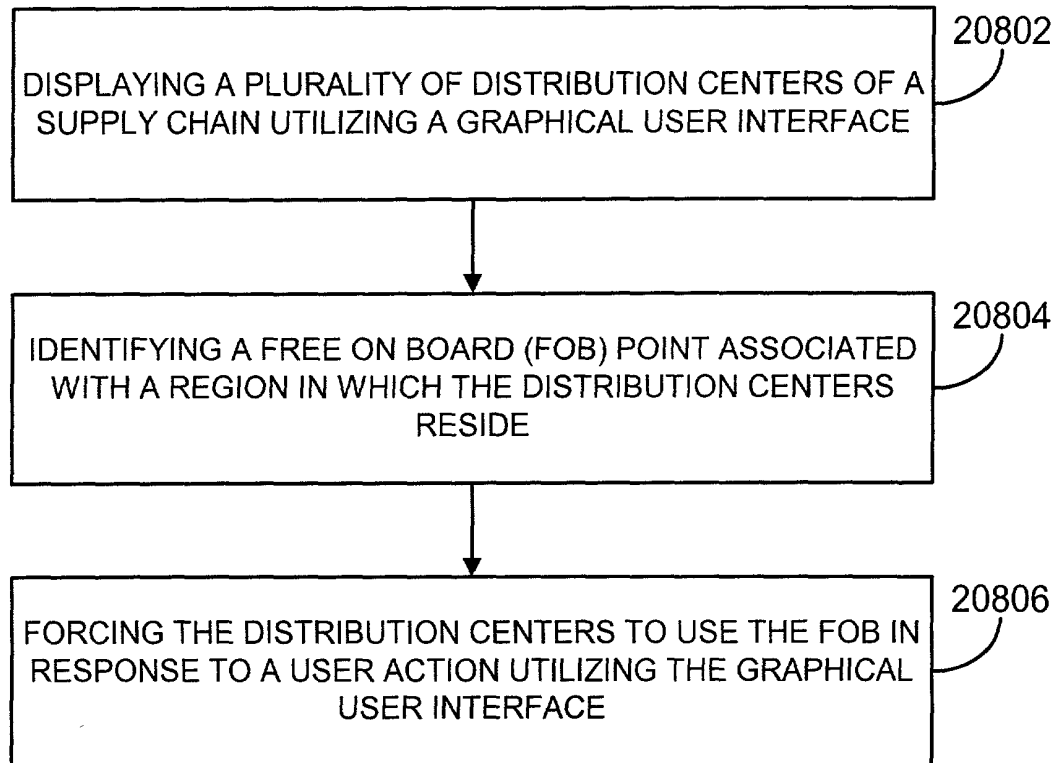 20802
DISPLAYING A PLURALITY OF DISTRIBUTION CENTERS OF A
SUPPLY CHAIN UTILIZING A GRAPHICAL USER INTERFACE
20804
IDENTIFYING A FREE ON BOARD (FOB) POINT ASSOCIATED
WITH A REGION IN WHICH THE DISTRIBUTION CENTERS
RESIDE
20806
FORCING THE DISTRIBUTION CENTERS TO USE THE FOB IN
RESPONSE TO A USER ACTION UTILIZING THE GRAPHICAL
USER INTERFACE